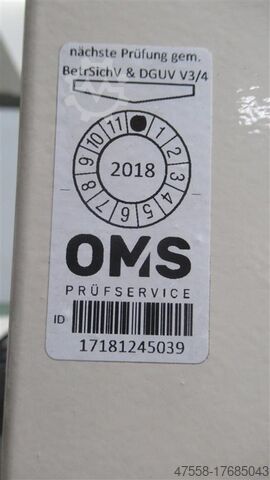 nächste Prüfung gem.
BetrSichV & DGUV V3/4
11 1 2 3 4 5 6 7 8 9 10
2018
OMS
PRÜFSERVICE
ID
17181245039
47558-17685043